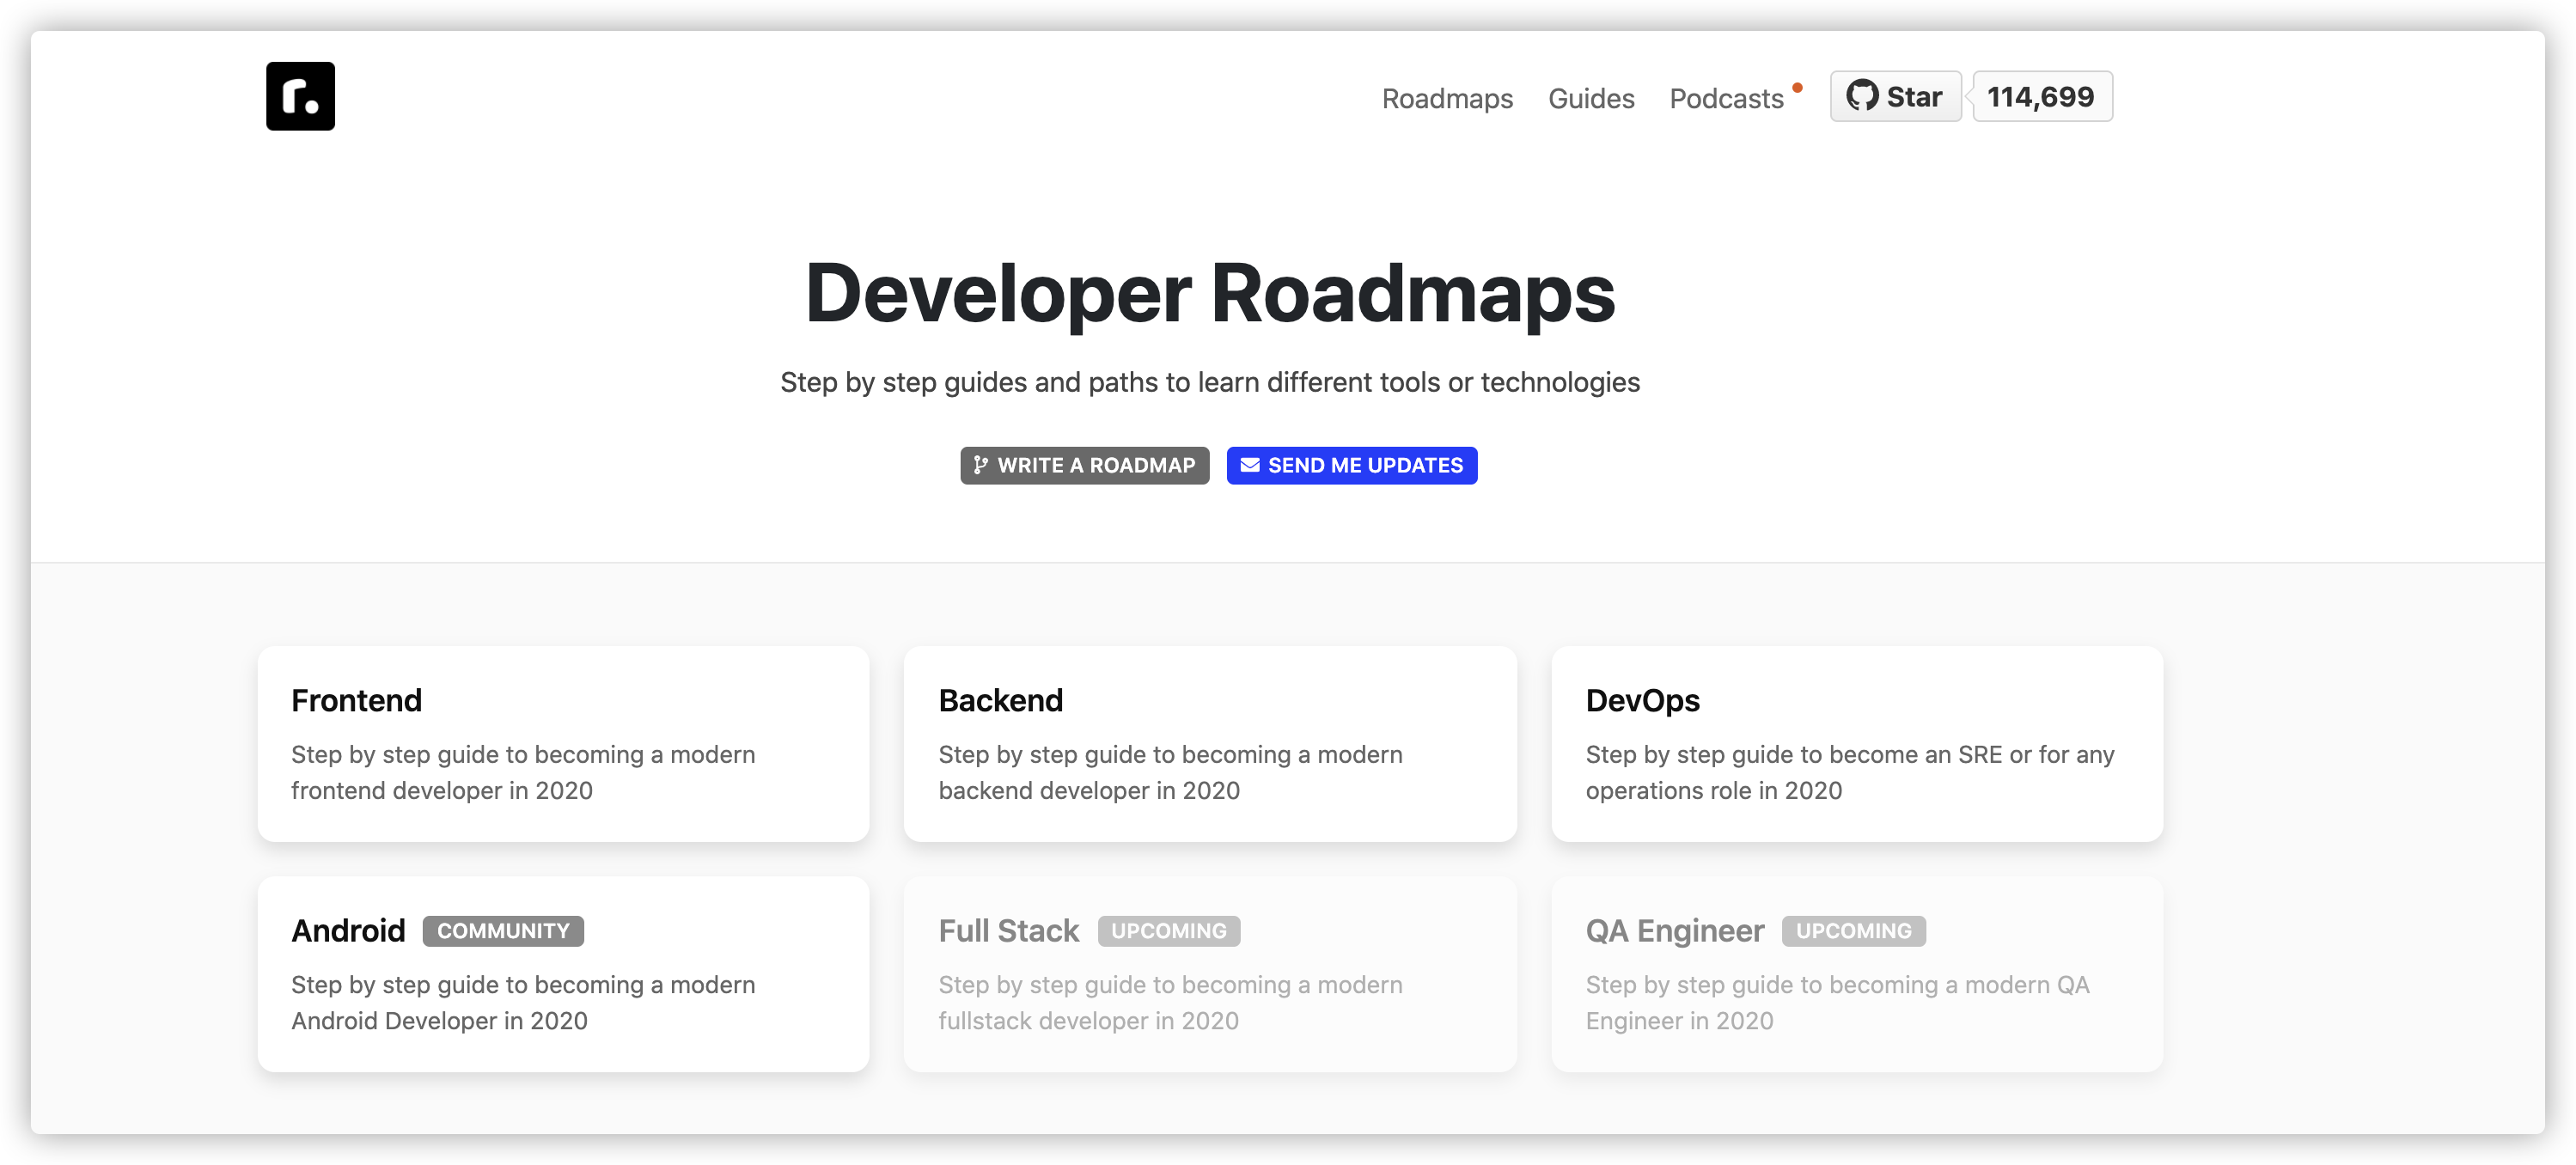 r.
Roadmaps Guides Podcasts Star 114,699
Developer Roadmaps
Step by step guides and paths to learn different tools or technologies
WRITE A ROADMAP SEND ME UPDATES
Frontend
Step by step guide to becoming a modern
frontend developer in 2020
Backend
Step by step guide to becoming a modern
backend developer in 2020
DevOps
Step by step guide to become an SRE or for any
operations role in 2020
Android COMMUNITY
Step by step guide to becoming a modern
Android Developer in 2020
Full Stack UPCOMING
Step by step guide to becoming a modern
fullstack developer in 2020
QA Engineer UPCOMING
Step by step guide to becoming a modern QA
Engineer in 2020